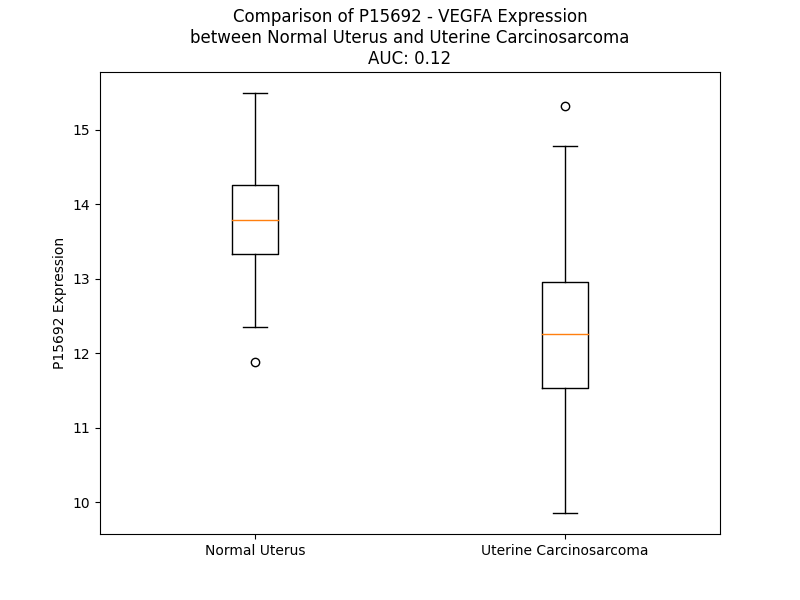 Comparison of P15692 - VEGFA Expression
between Normal Uterus and Uterine Carcinosarcoma
AUC: 0.12
P15692 Expression
15
14
13
12
11
10
Normal Uterus
Uterine Carcinosarcoma